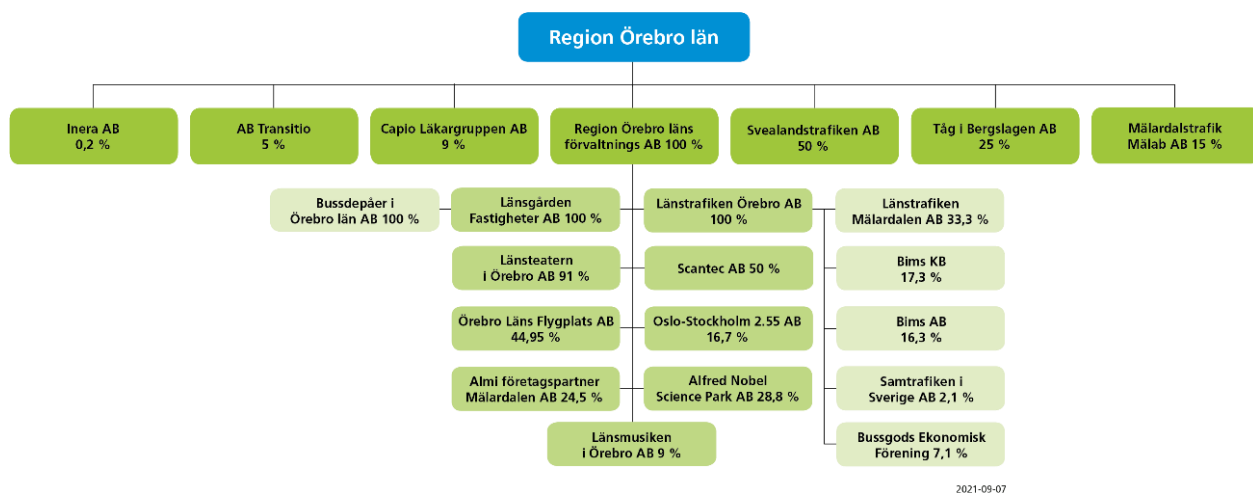 Region Örebro län
Inera AB
0,2 %
AB Transitio
5 %
Capio Läkargruppen AB
9 %
Region Örebro läns
förvaltnings AB 100 %
Svealandstrafiken AB
50 %
Tåg i Bergslagen AB
25 %
Mälardalstrafik
Mälab AB 15 %
Bussdepåer i
Örebro län AB 100 %
Länsgården
Fastigheter AB 100 %
Länstrafiken Örebro AB
100 %
Länstrafiken
Mälardalen AB 33,3 %
Länsteatern
i Örebro AB 91 %
Scantec AB 50 %
Bims KB
17,3 %
Örebro Läns Flygplats AB
44,95 %
Oslo-Stockholm 2.55 AB
16,7 %
Bims AB
16,3 %
Almi företagspartner
Mälardalen AB 24,5 %
Alfred Nobel
Science Park AB 28,8 %
Samtrafiken i
Sverige AB 2,1 %
Länsmusiken
i Örebro AB 9 %
Bussgods Ekonomisk
Förening 7,1 %
2021-09-07